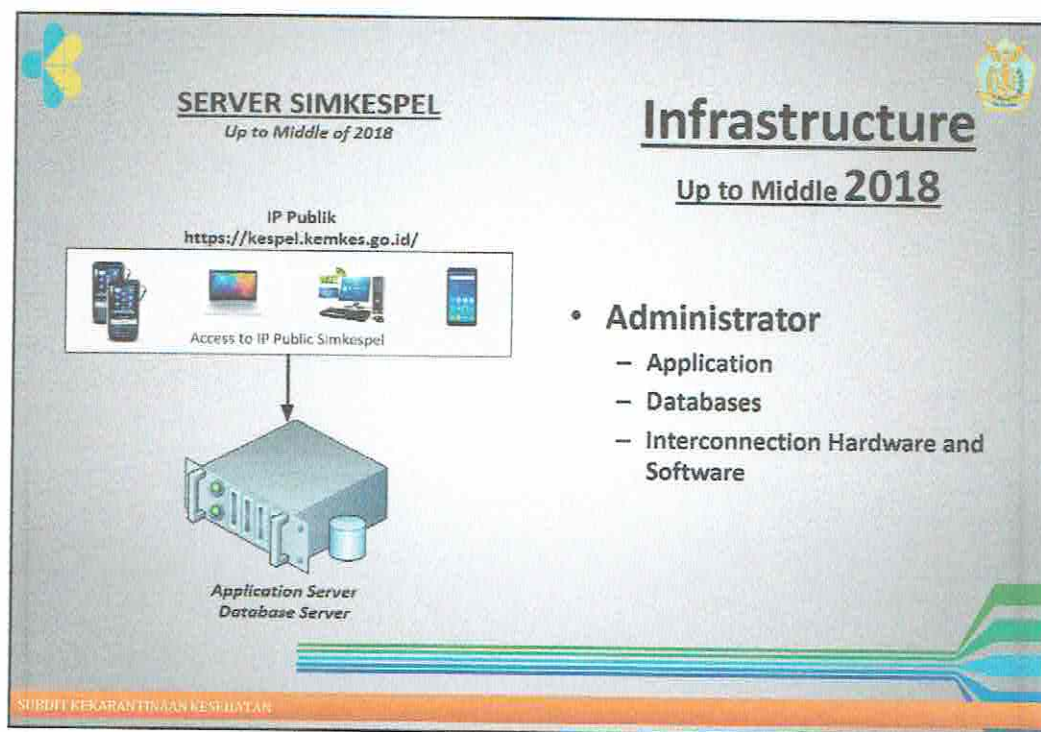 SERVER SIMKESPEL
Up to Middle of 2018
IP Publik
https://kespel.kemkes.go.id/
Access to IP Public Simkespel
Application Server
Database Server
Infrastructure
Up to Middle 2018
• Administrator
– Application
– Databases
– Interconnection Hardware and
Software
SUBDIT KEKARANTINAAN KESEHATAN